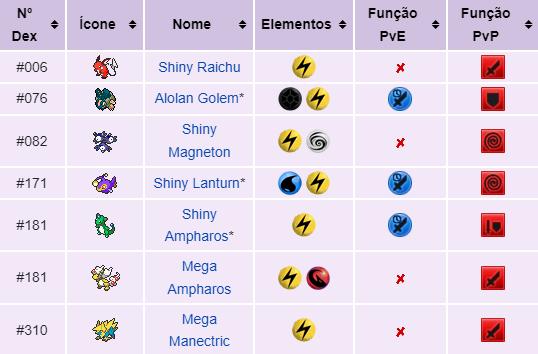 Nº Dex Ícone Nome Elementos Função PvE Função PvP
#006 Shiny Raichu
#076 Alolan Golem*
#082 Shiny Magneton
#171 Shiny Lanturn*
#181 Shiny Ampharos*
#181 Mega Ampharos
#310 Mega Manectric